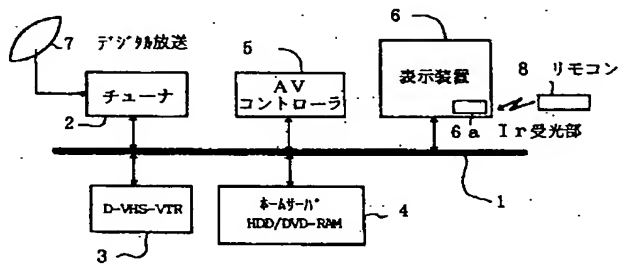 7
デジタル放送
チューナ
2
5
AV
コントローラ
6
表示装置
6a
8 リモコン
Ir受光部
1
D-VHS-VTR
3
ホームサーバ
HDD/DVD-RAM
4